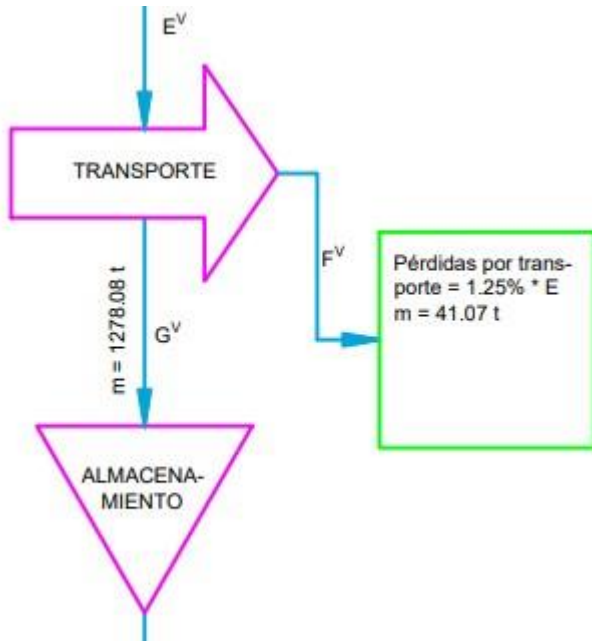 E^V
TRANSPORTE
F^V
Pérdidas por trans-
porte = 1.25% * E
m = 41.07 t
m = 1278.08 t
G^V
ALMACENA-
MIENTO